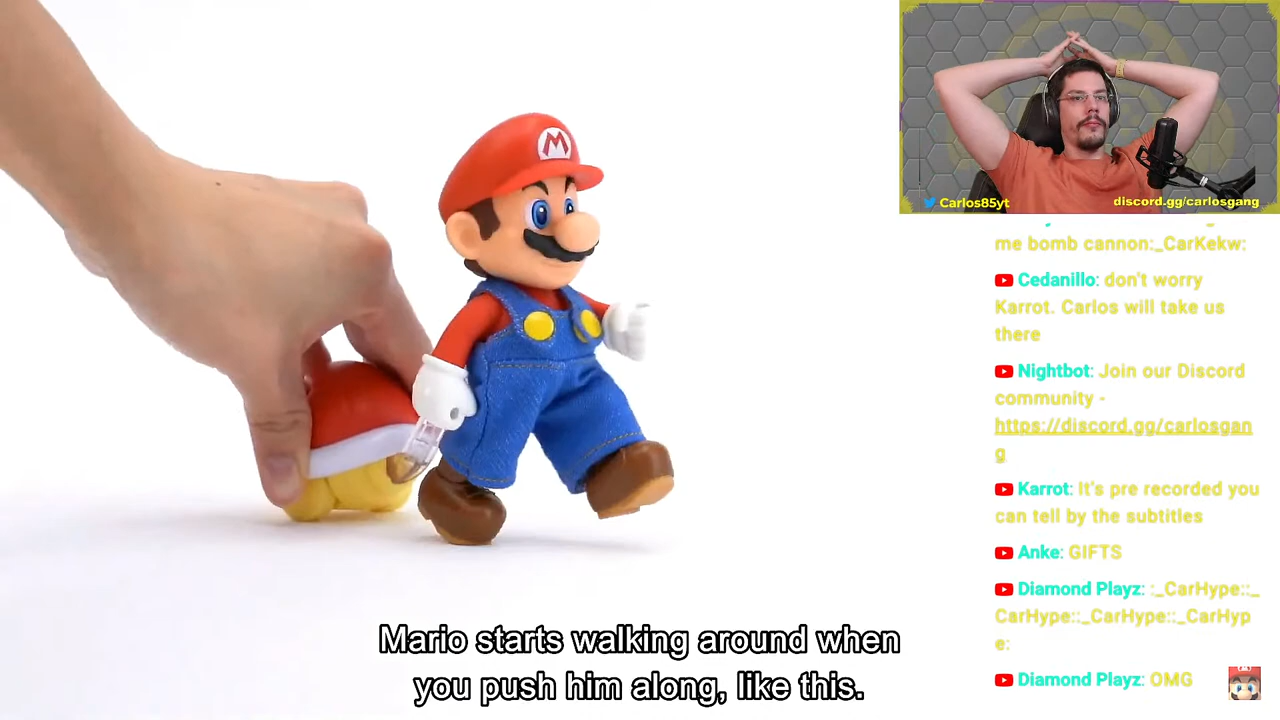 M
Carlos85yt
discord.gg/carlosgang
me bomb cannon:_CarKekw:
Cedanillo: don't worry
Karrot. Carlos will take us
there
Nightbot: Join our Discord
community -
https://discord.gg/carlosgan
g
Karrot: It's pre recorded you
can tell by the subtitles
Anke: GIFTS
Diamond Playz: :_CarHype::_
CarHype::_CarHype::_CarHyp
e:
Diamond Playz: OMG
Mario starts walking around when
you push him along, like this.